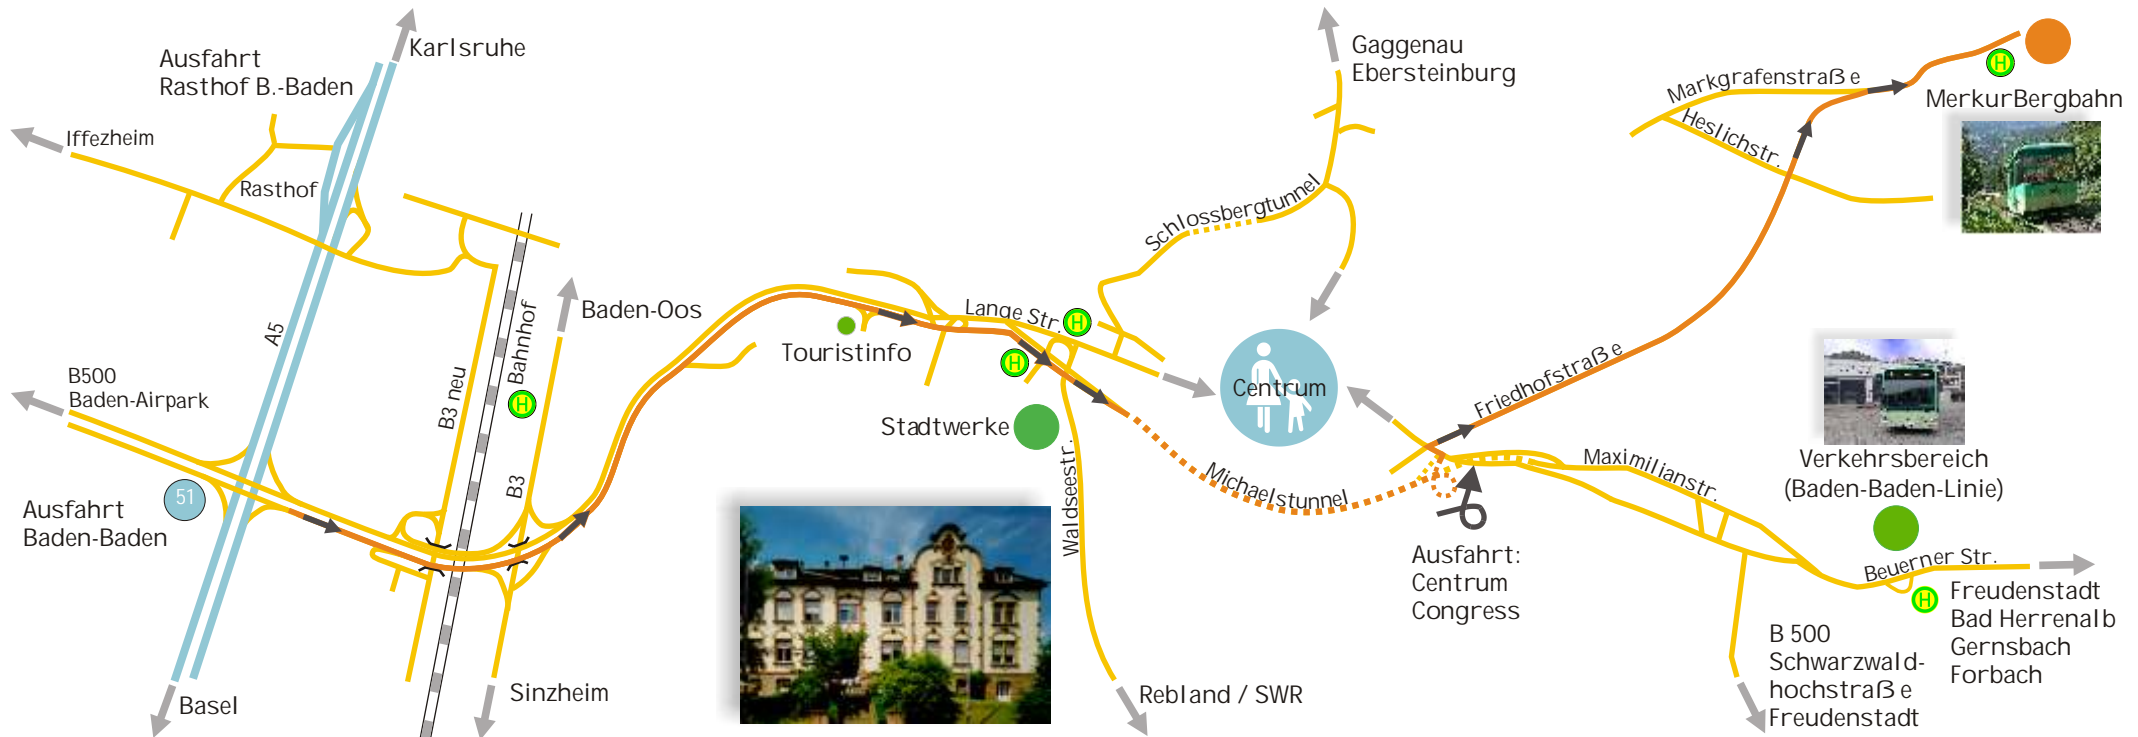 Karlsruhe
Ausfahrt
Rasthof B.-Baden
Iffezheim
Rasthof
A5
B500
Baden-Airpark
51
Ausfahrt
Baden-Baden
Basel
B3 neu
Bahnhof
H
B3
Baden-Oos
Sinzheim
Touristinfo
Lange Str.
H
H
Stadtwerke
Waldseestr.
Rebland / SWR
Schlossbergtunnel
Gaggenau
Ebersteinburg
Centrum
Michaelstunnel
Friedhofstraße
Ausfahrt:
Centrum
Congress
Markgrafenstraße
Heslichstr.
H
MerkurBergbahn
Maximilianstr.
Verkehrsbereich
(Baden-Baden-Linie)
Beuerner Str.
H
Freudenstadt
Bad Herrenalb
Gernsbach
Forbach
B 500
Schwarzwald-
hochstraße
Freudenstadt